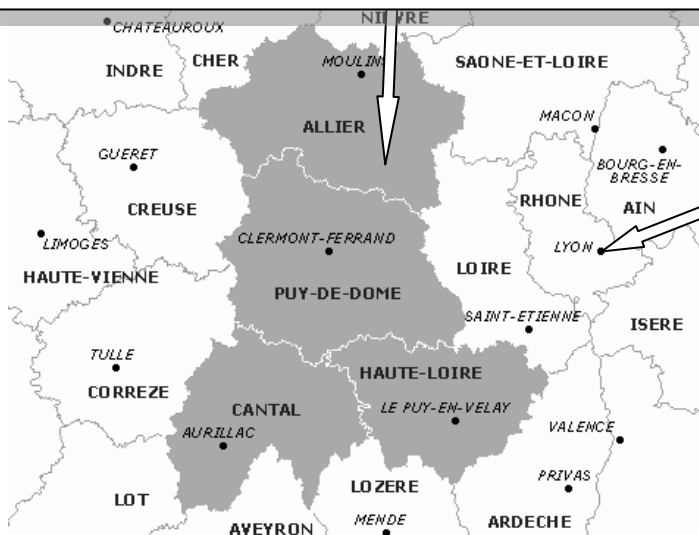 NIEVRE
CHATEAUROUX
CHER
INDRE
MOULINS
SAONE-ET-LOIRE
ALLIER
MACON
GUERET
BOURG-EN-
BRESSE
CREUSE
RHONE
AIN
LIMOGES
CLERMONT-FERRAND
LYON
HAUTE-VIENNE
LOIRE
PUY-DE-DOME
SAINT-ETIENNE
ISERE
TULLE
HAUTE-LOIRE
CORREZE
CANTAL
LE PUY-EN-VELAY
AURILLAC
VALENCE
PRIVAS
LOZERE
LOT
MENDE
ARDECHE
AVEYRON